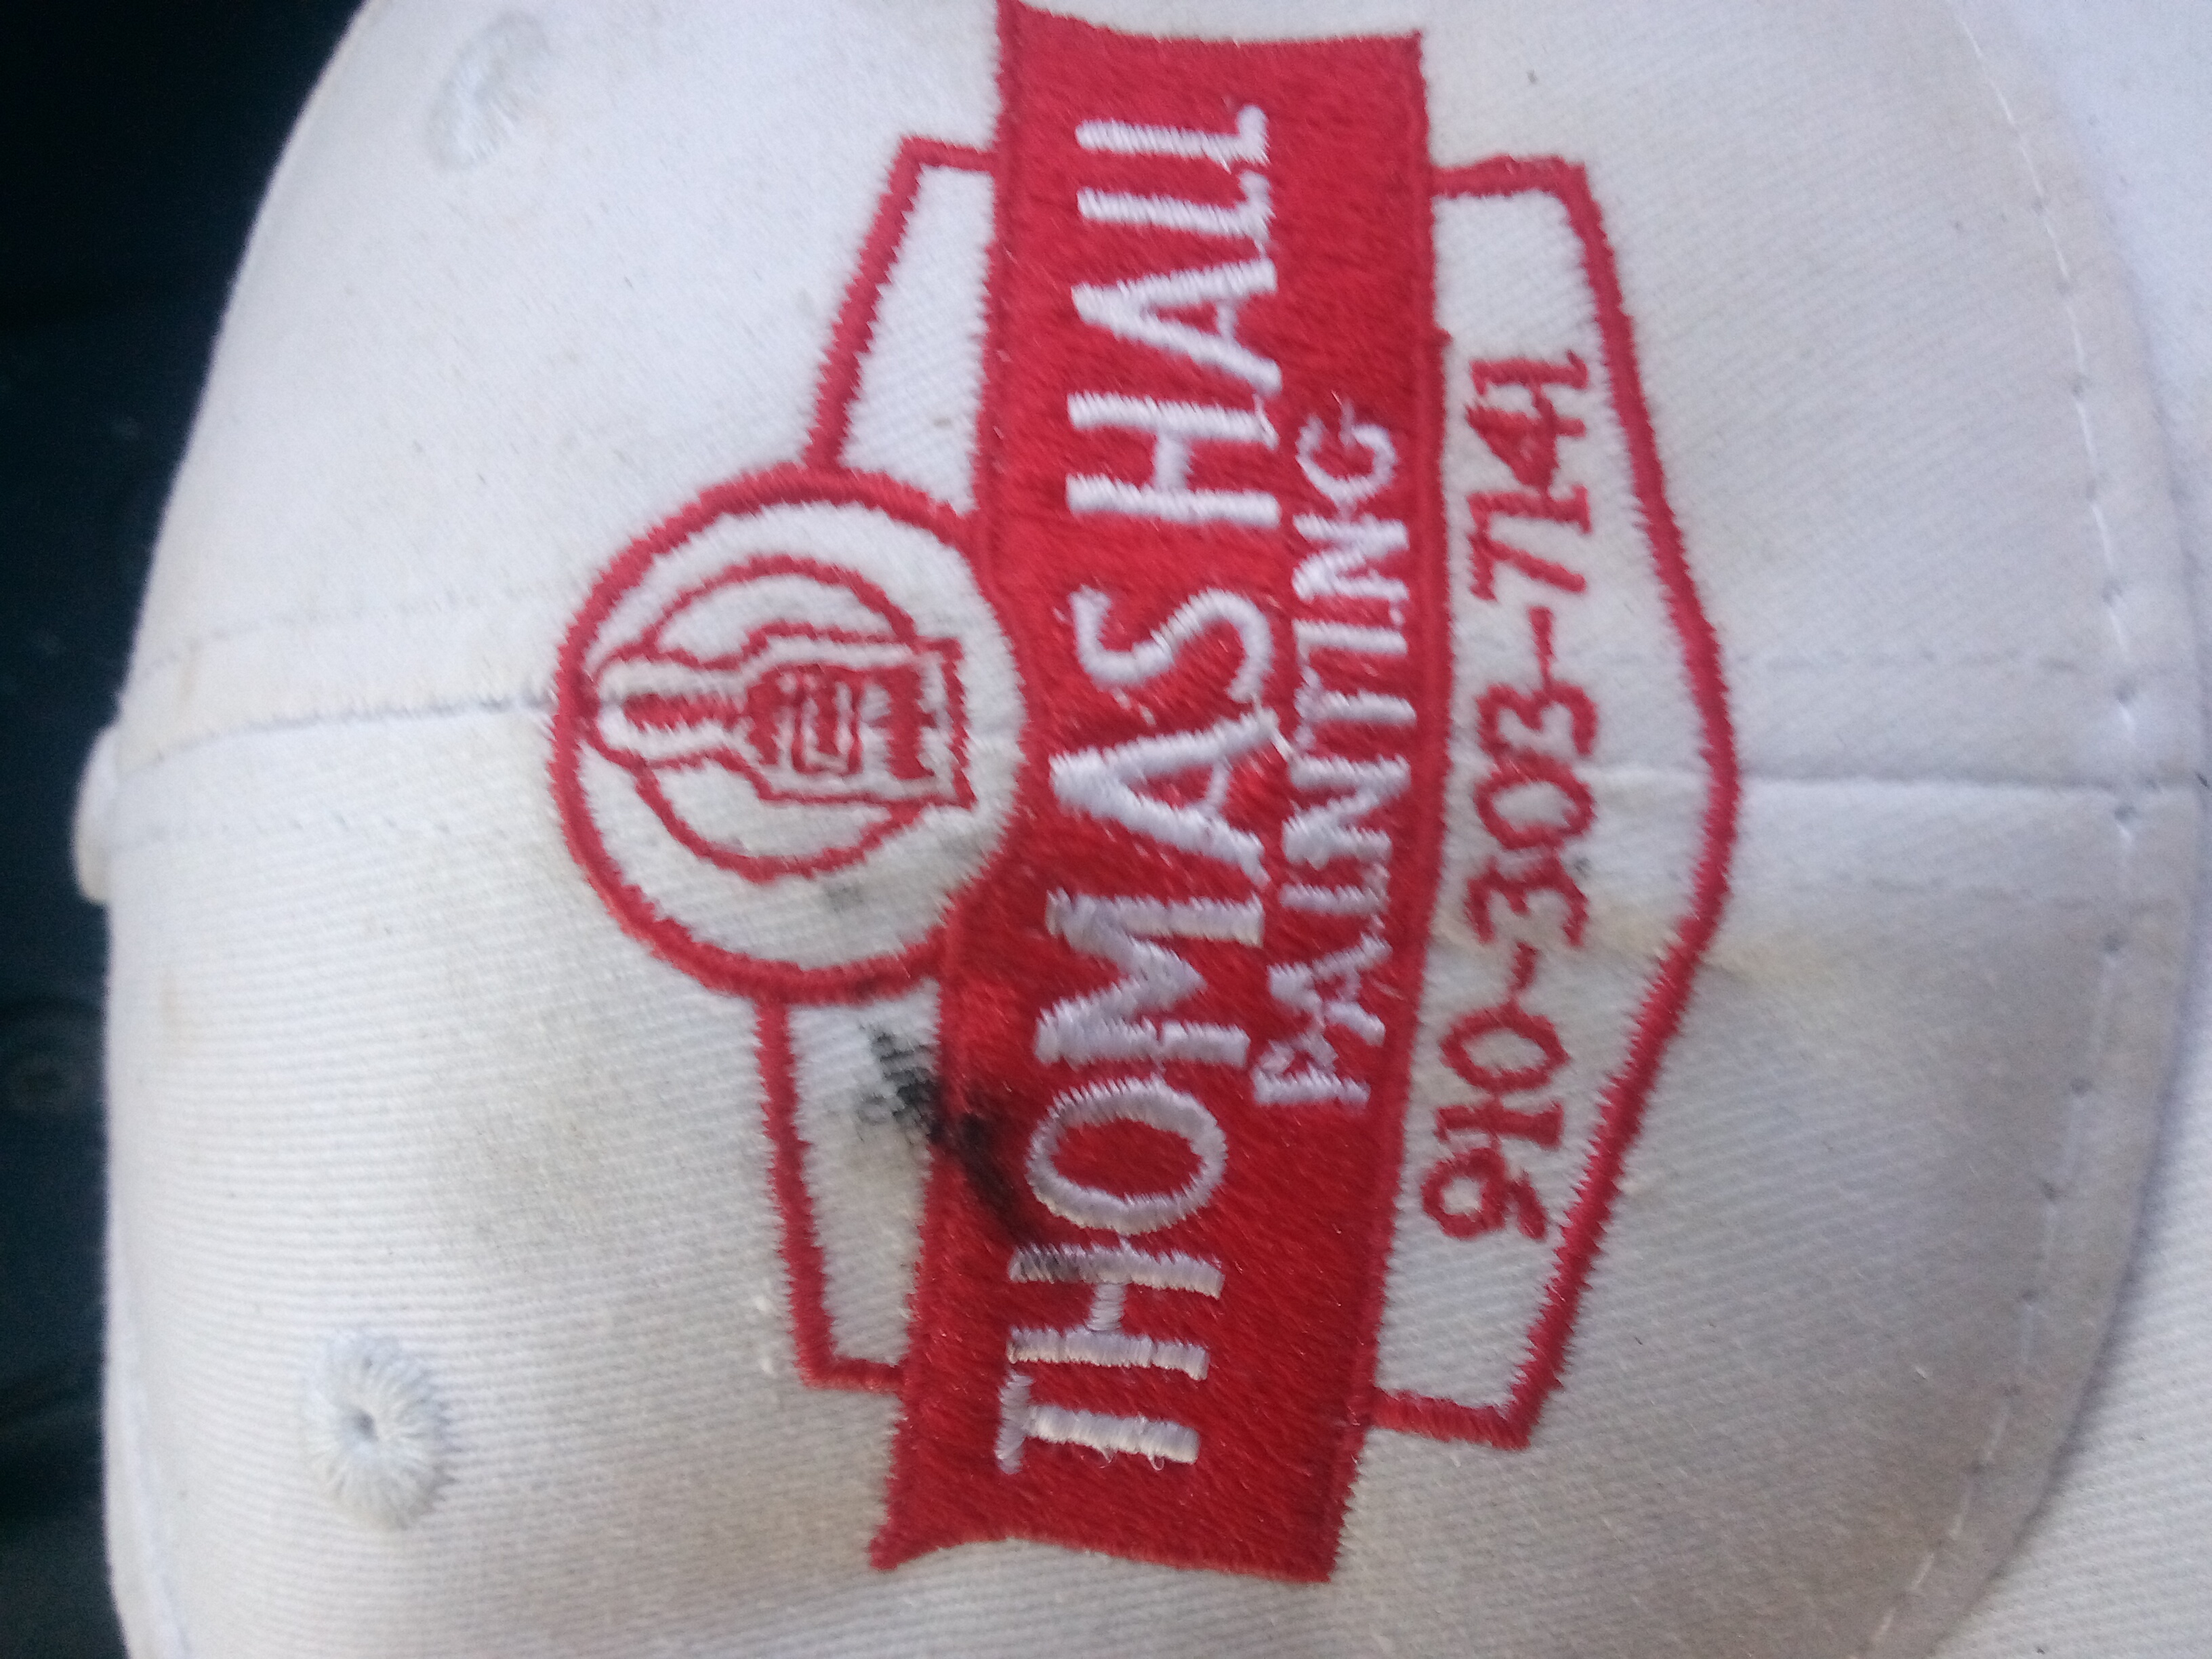 THOMAS HALL
PAINTING
910-303-7141